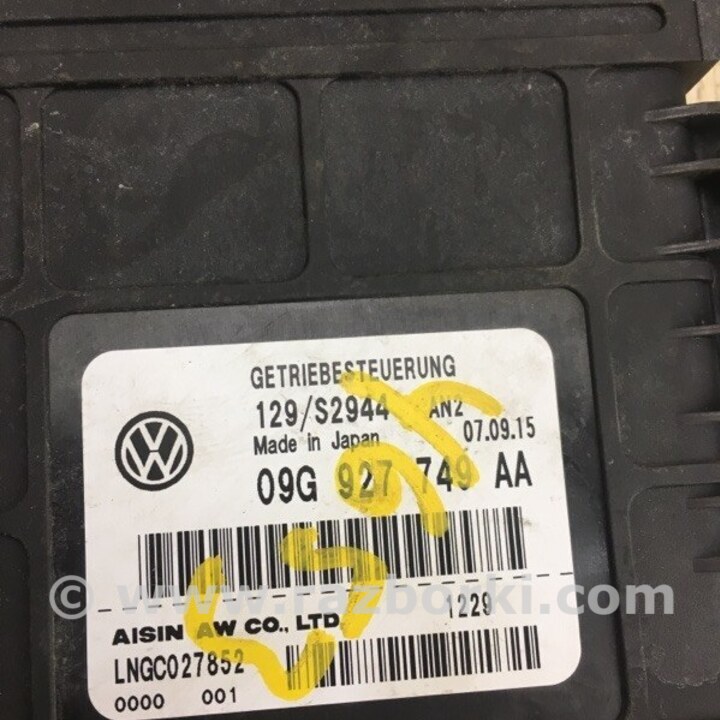 GETRIEBESTEUERUNG
129/S2944 AN2
Made in Japan 07.09.15
09G 927 749 AA
© www.razborki.com
1229
AISIN AW CO., LTD
LNGC027852
0000 001